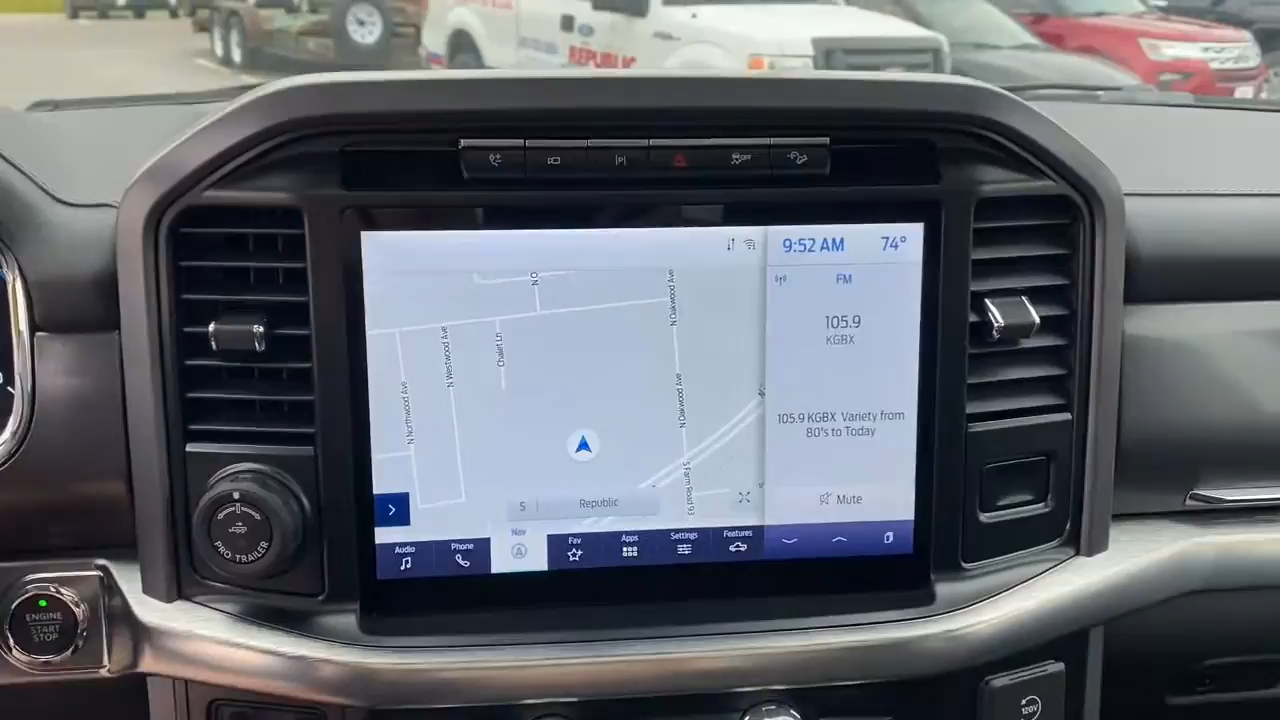 REPUBLIC
P
OFF
9:52 AM 74°
FM
105.9
KGBX
105.9 KGBX Variety from
80's to Today
Mute
N O
N Oakwood Ave
N Westwood Ave
Chalet Ln
N Northwood Ave
N Oakwood Ave
S Farm Road 93
S Republic
Audio
Phone
Nav
Fav
Apps
Settings
Features
PRO TRAILER
ENGINE
START
STOP
120V